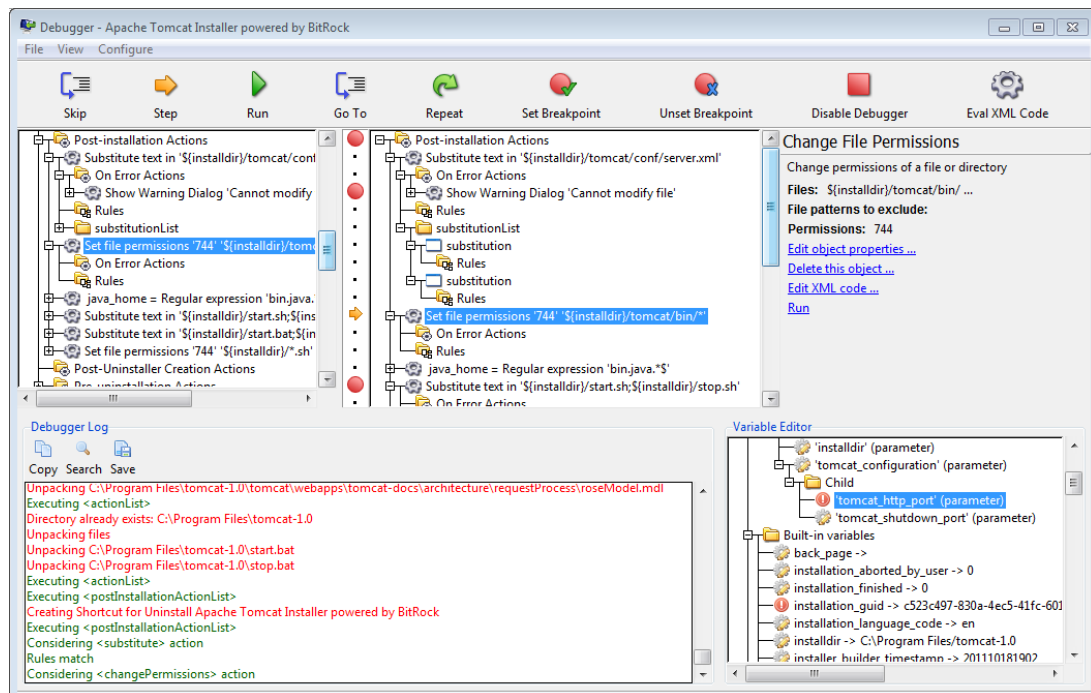 Debugger - Apache Tomcat Installer powered by BitRock
File View Configure
Skip Step Run Go To Repeat Set Breakpoint Unset Breakpoint Disable Debugger Eval XML Code
Post-installation Actions
Substitute text in '${installdir}/tomcat/conf
On Error Actions
Show Warning Dialog 'Cannot modify
Rules
substitutionList
Set file permissions '744' '${installdir}/tomc
On Error Actions
Rules
java_home = Regular expression 'bin.java.*
Substitute text in '${installdir}/start.sh;${ins
Substitute text in '${installdir}/start.bat;${in
Set file permissions '744' '${installdir}/*.sh'
Post-Uninstaller Creation Actions
Pre-uninstallation Actions
Post-installation Actions
Substitute text in '${installdir}/tomcat/conf/server.xml'
On Error Actions
Show Warning Dialog 'Cannot modify file'
Rules
substitutionList
substitution
Rules
substitution
Rules
Set file permissions '744' '${installdir}/tomcat/bin/*'
On Error Actions
Rules
java_home = Regular expression 'bin.java.*$'
Substitute text in '${installdir}/start.sh;${installdir}/stop.sh'
On Error Actions
Change File Permissions
Change permissions of a file or directory
Files: ${installdir}/tomcat/bin/ ...
File patterns to exclude:
Permissions: 744
Edit object properties ...
Delete this object ...
Edit XML code ...
Run
Debugger Log
Copy Search Save
Unpacking C:\Program Files\tomcat-1.0\tomcat\webapps\tomcat-docs\architecture\requestProcess\roseModel.mdl
Executing <actionList>
Directory already exists: C:\Program Files\tomcat-1.0
Unpacking files
Unpacking C:\Program Files\tomcat-1.0\start.bat
Unpacking C:\Program Files\tomcat-1.0\stop.bat
Executing <actionList>
Executing <postInstallationActionList>
Creating Shortcut for Uninstall Apache Tomcat Installer powered by BitRock
Executing <postInstallationActionList>
Considering <substitute> action
Rules match
Considering <changePermissions> action
Variable Editor
'installdir' (parameter)
'tomcat_configuration' (parameter)
Child
'tomcat_http_port' (parameter)
'tomcat_shutdown_port' (parameter)
Built-in variables
back_page ->
installation_aborted_by_user -> 0
installation_finished -> 0
installation_guid -> c523c497-830a-4ec5-41fc-601
installation_language_code -> en
installdir -> C:\Program Files/tomcat-1.0
installer_builder_timestamp -> 201110181902